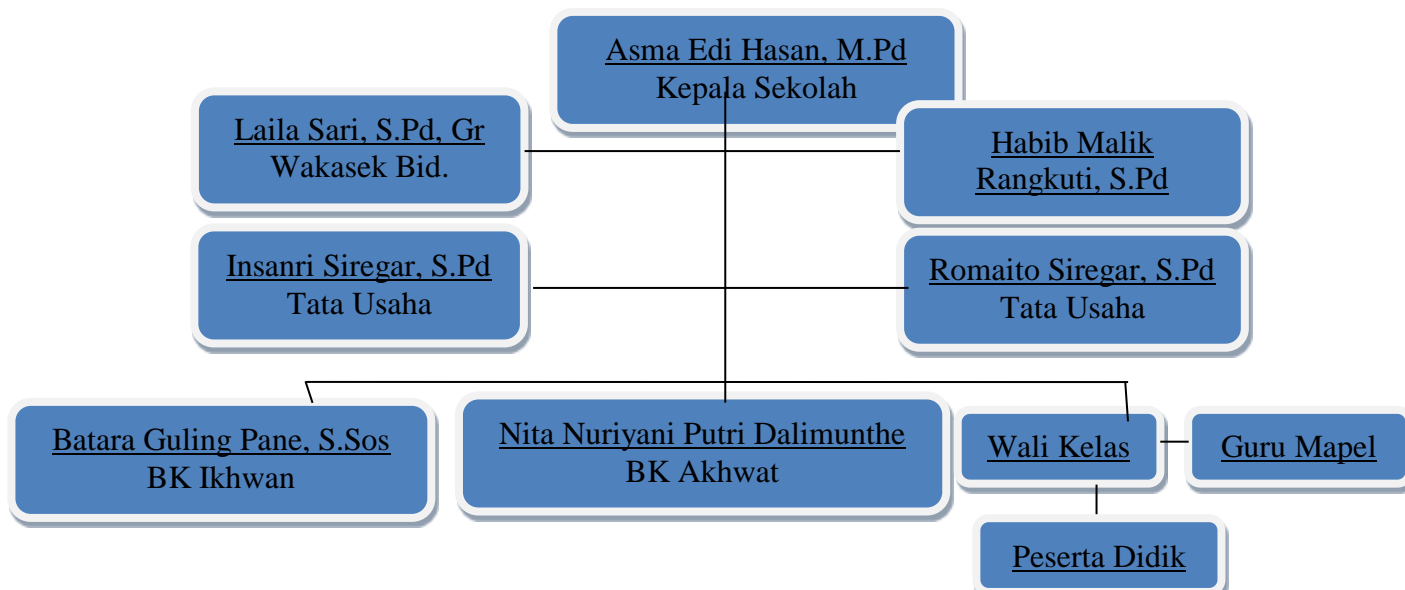 Asma Edi Hasan, M.Pd
Kepala Sekolah
Laila Sari, S.Pd, Gr
Wakasek Bid.
Habib Malik
Rangkuti, S.Pd
Insanri Siregar, S.Pd
Tata Usaha
Romaito Siregar, S.Pd
Tata Usaha
Batara Guling Pane, S.Sos
BK Ikhwan
Nita Nuriyani Putri Dalimunthe
BK Akhwat
Wali Kelas
Guru Mapel
Peserta Didik